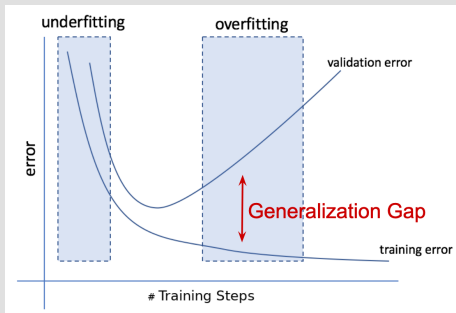 underfitting
overfitting
validation error
error
Generalization Gap
training error
# Training Steps